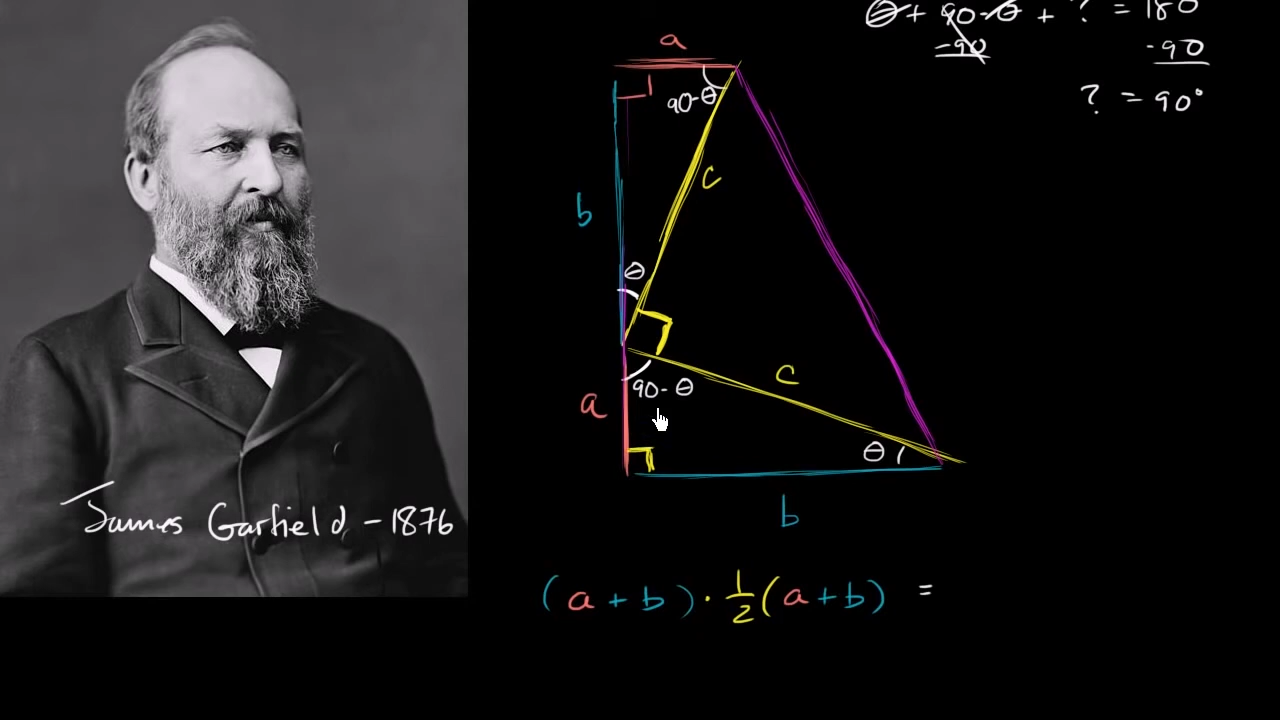 θ + 90-θ + ? = 180
-90 -90
? = 90°
a
90-θ
c
b
θ
c
90-θ
a
θ
b
James Garfield - 1876
(a + b) · 1/2 (a + b) =